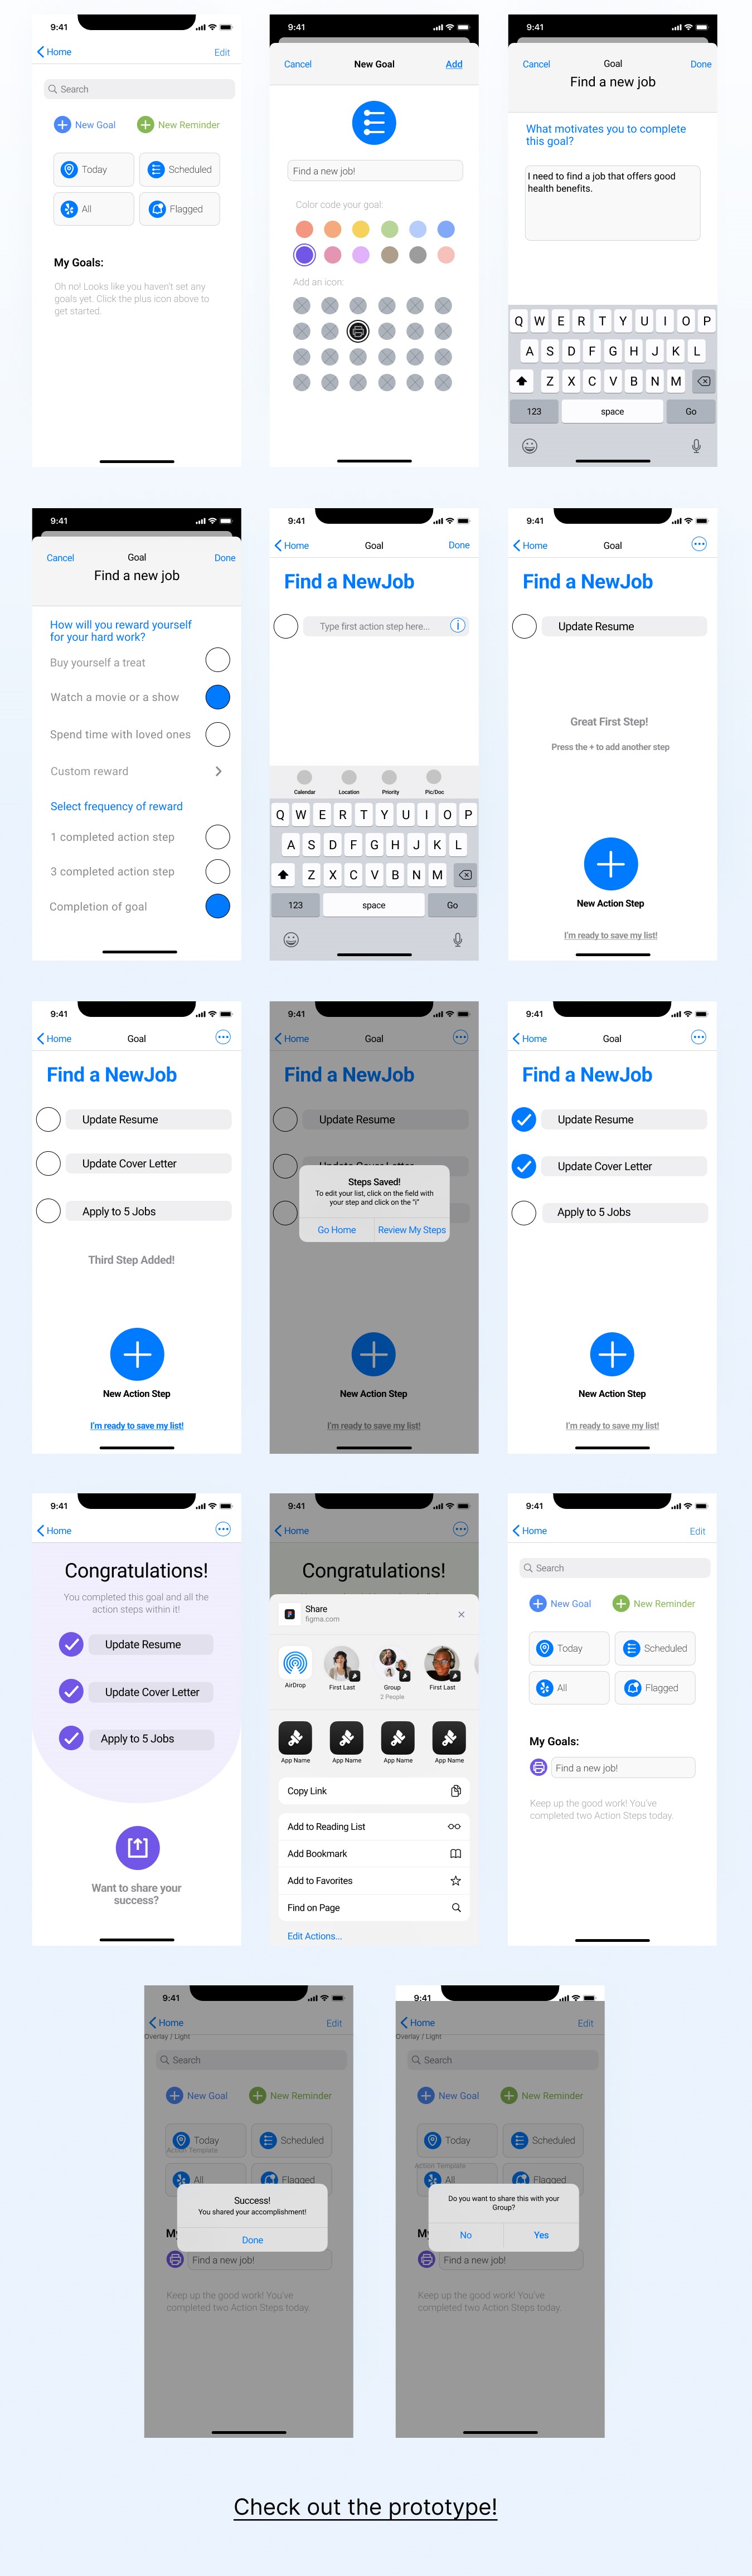 9:41
Home
Edit
Search
New Goal
New Reminder
Today
Scheduled
All
Flagged
My Goals:
Oh no! Looks like you haven't set any
goals yet. Click the plus icon above to
get started.
9:41
Cancel
New Goal
Add
Find a new job!
Color code your goal:
Add an icon:
9:41
Cancel
Goal
Done
Find a new job
What motivates you to complete
this goal?
I need to find a job that offers good
health benefits.
Q W E R T Y U I O P
A S D F G H J K L
Z X C V B N M
123
space
Go
9:41
Cancel
Goal
Done
Find a new job
How will you reward yourself
for your hard work?
Buy yourself a treat
Watch a movie or a show
Spend time with loved ones
Custom reward
Select frequency of reward
1 completed action step
3 completed action step
Completion of goal
9:41
Home
Goal
Done
Find a NewJob
Type first action step here...
Calendar
Location
Priority
Pic/Doc
Q W E R T Y U I O P
A S D F G H J K L
Z X C V B N M
123
space
Go
9:41
Home
Goal
Find a NewJob
Update Resume
Great First Step!
Press the + to add another step
New Action Step
I'm ready to save my list!
9:41
Home
Goal
Find a NewJob
Update Resume
Update Cover Letter
Apply to 5 Jobs
Third Step Added!
New Action Step
I'm ready to save my list!
9:41
Home
Goal
Find a NewJob
Update Resume
Update Cover Letter
Steps Saved!
To edit your list, click on the field with
your step and click on the "i"
Go Home
Review My Steps
New Action Step
I'm ready to save my list!
9:41
Home
Goal
Find a NewJob
Update Resume
Update Cover Letter
Apply to 5 Jobs
New Action Step
I'm ready to save my list!
9:41
Home
Congratulations!
You completed this goal and all the
action steps within it!
Update Resume
Update Cover Letter
Apply to 5 Jobs
Want to share your
success?
9:41
Home
Congratulations!
Share
figma.com
AirDrop
First Last
Group
2 People
First Last
App Name
App Name
App Name
App Name
Copy Link
Add to Reading List
Add Bookmark
Add to Favorites
Find on Page
Edit Actions...
9:41
Home
Edit
Search
New Goal
New Reminder
Today
Scheduled
All
Flagged
My Goals:
Find a new job!
Keep up the good work! You've
completed two Action Steps today.
9:41
Home
Edit
Overlay / Light
Search
New Goal
New Reminder
Today
Scheduled
Action Template
All
Flagged
Success!
You shared your accomplishment!
Done
My
Find a new job!
Keep up the good work! You've
completed two Action Steps today.
9:41
Home
Edit
Overlay / Light
Search
New Goal
New Reminder
Today
Scheduled
Action Template
All
Flagged
Do you want to share this with your
Group?
No
Yes
My
Find a new job!
Keep up the good work! You've
completed two Action Steps today.
Check out the prototype!